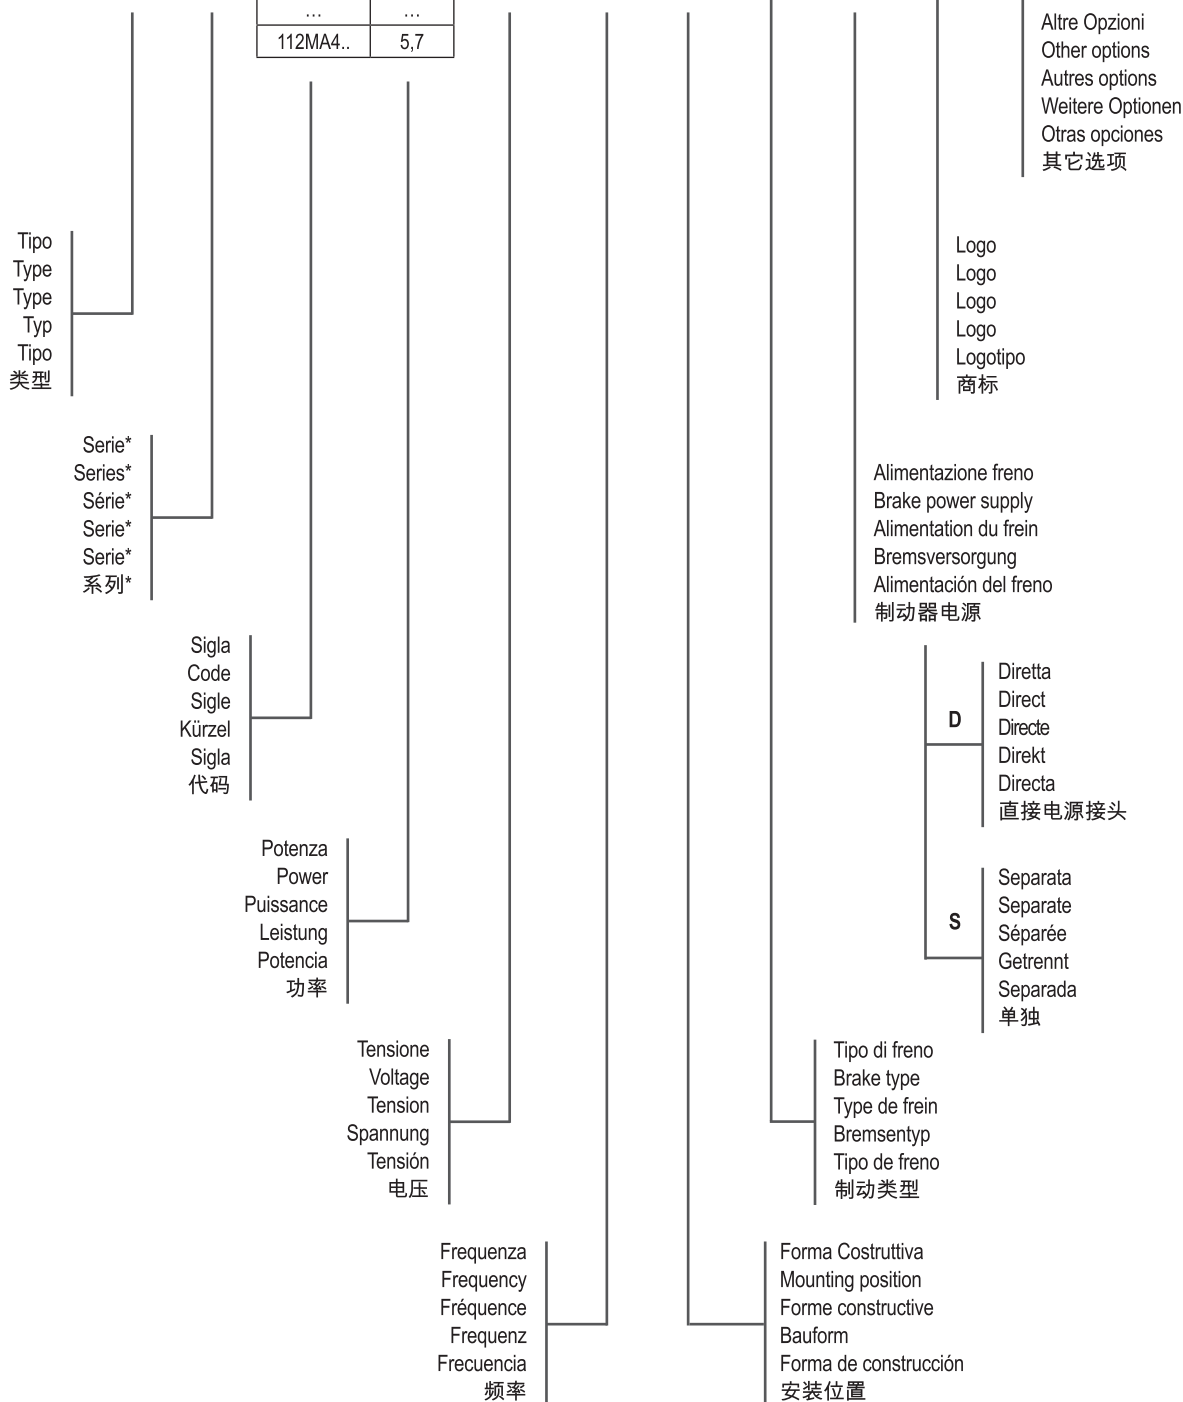 ... ...
112MA4.. 5,7
Altre Opzioni
Other options
Autres options
Weitere Optionen
Otras opciones
其它选项
Tipo
Type
Type
Typ
Tipo
类型
Logo
Logo
Logo
Logo
Logotipo
商标
Serie*
Series*
Série*
Serie*
Serie*
系列*
Alimentazione freno
Brake power supply
Alimentation du frein
Bremsversorgung
Alimentación del freno
制动器电源
Sigla
Code
Sigle
Kürzel
Sigla
代码
D
Diretta
Direct
Directe
Direkt
Directa
直接电源接头
Potenza
Power
Puissance
Leistung
Potencia
功率
S
Separata
Separate
Séparée
Getrennt
Separada
单独
Tensione
Voltage
Tension
Spannung
Tensión
电压
Tipo di freno
Brake type
Type de frein
Bremsentyp
Tipo de freno
制动类型
Frequenza
Frequency
Fréquence
Frequenz
Frecuencia
频率
Forma Costruttiva
Mounting position
Forme constructive
Bauform
Forma de construcción
安装位置